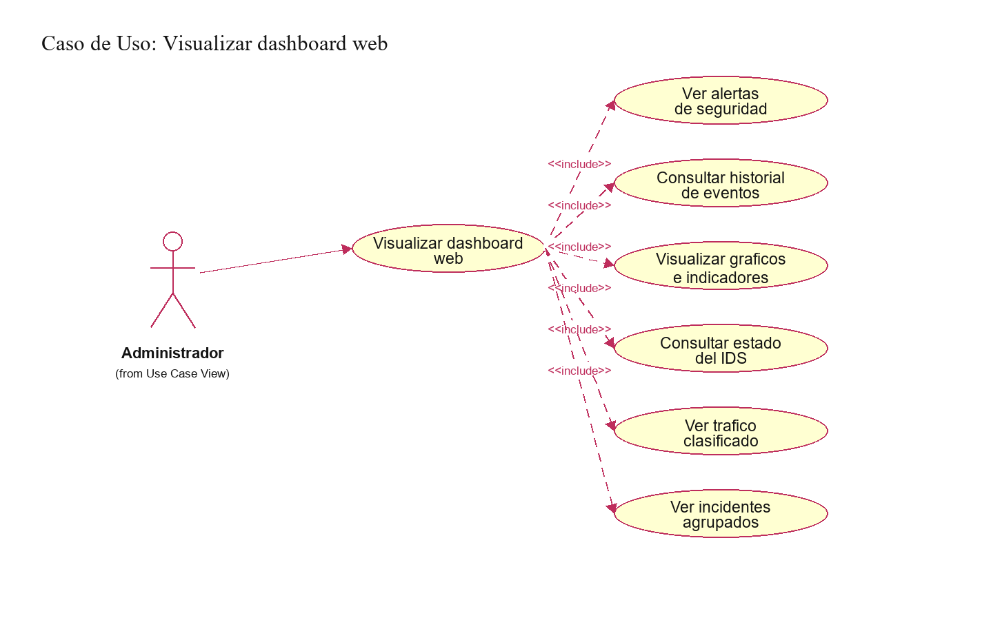 Caso de Uso: Visualizar dashboard web
Ver alertas
de seguridad
<<include>>
Consultar historial
de eventos
<<include>>
Visualizar dashboard
web
<<include>>
Visualizar graficos
e indicadores
<<include>>
<<include>>
Consultar estado
del IDS
Administrador
(from Use Case View)
<<include>>
Ver trafico
clasificado
Ver incidentes
agrupados